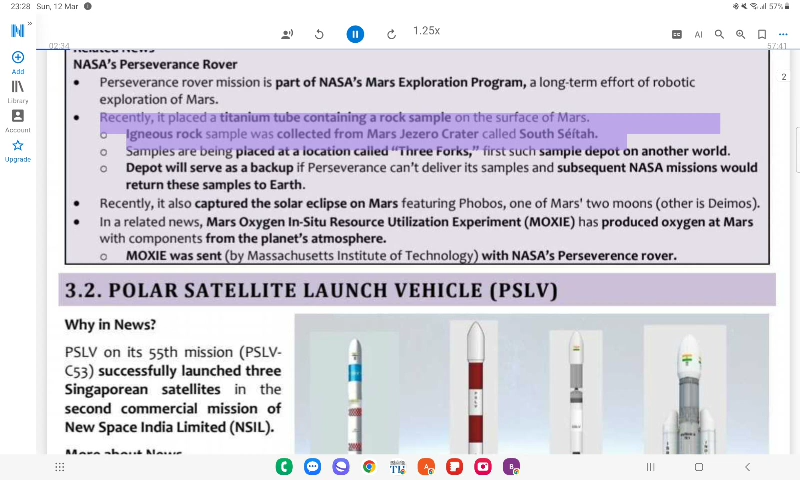 23:28 Sun, 12 Mar
57%
1.25x
CC
AI
02:34
57:41
Add
Library
Account
Upgrade
2
Related News
NASA's Perseverance Rover
• Perseverance rover mission is part of NASA's Mars Exploration Program, a long-term effort of robotic
exploration of Mars.
• Recently, it placed a titanium tube containing a rock sample on the surface of Mars.
o Igneous rock sample was collected from Mars Jezero Crater called South Séítah.
o Samples are being placed at a location called "Three Forks," first such sample depot on another world.
o Depot will serve as a backup if Perseverance can't deliver its samples and subsequent NASA missions would
return these samples to Earth.
• Recently, it also captured the solar eclipse on Mars featuring Phobos, one of Mars' two moons (other is Deimos).
• In a related news, Mars Oxygen In-Situ Resource Utilization Experiment (MOXIE) has produced oxygen at Mars
with components from the planet's atmosphere.
o MOXIE was sent (by Massachusetts Institute of Technology) with NASA's Perseverence rover.
3.2. POLAR SATELLITE LAUNCH VEHICLE (PSLV)
Why in News?
PSLV on its 55th mission (PSLV-
C53) successfully launched three
Singaporean satellites in the
second commercial mission of
New Space India Limited (NSIL).
More about News